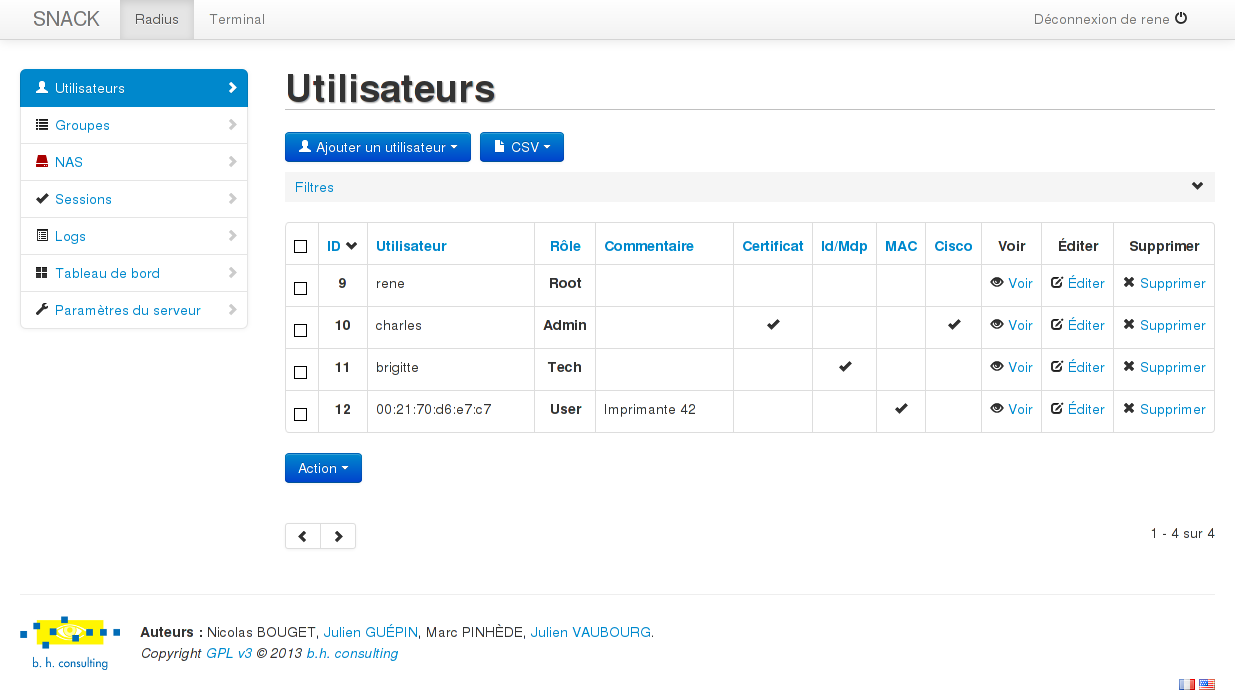 SNACK Radius Terminal Déconnexion de rene
Utilisateurs
Groupes
NAS
Sessions
Logs
Tableau de bord
Paramètres du serveur
Utilisateurs
Ajouter un utilisateur CSV
Filtres
ID Utilisateur Rôle Commentaire Certificat Id/Mdp MAC Cisco Voir Éditer Supprimer
9 rene Root Voir Éditer Supprimer
10 charles Admin Voir Éditer Supprimer
11 brigitte Tech Voir Éditer Supprimer
12 00:21:70:d6:e7:c7 User Imprimante 42 Voir Éditer Supprimer
Action
1 - 4 sur 4
b. h. consulting
Auteurs : Nicolas BOUGET, Julien GUÉPIN, Marc PINHÈDE, Julien VAUBOURG.
Copyright GPL v3 © 2013 b.h. consulting